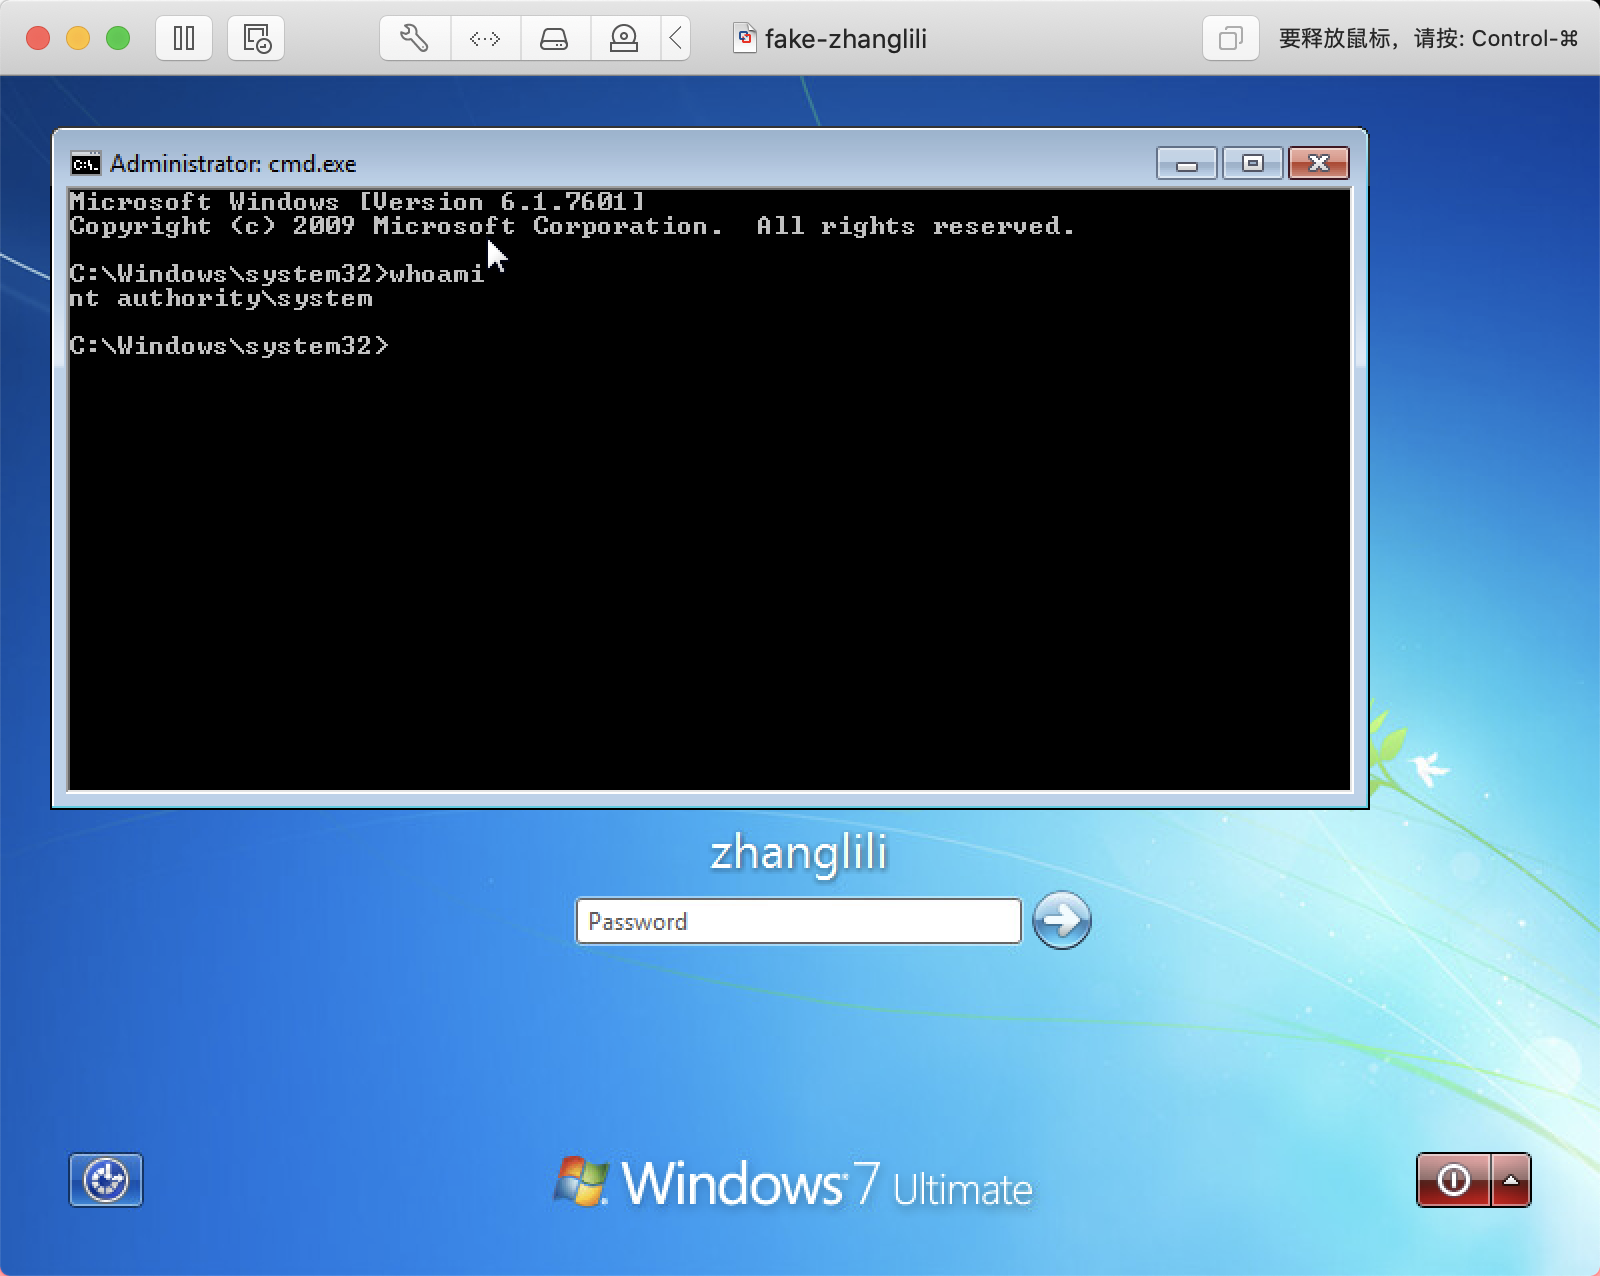 fake-zhanglili
要释放鼠标，请按: Control-⌘
Administrator: cmd.exe
Microsoft Windows [Version 6.1.7601]
Copyright (c) 2009 Microsoft Corporation.  All rights reserved.
C:\Windows\system32>whoami
nt authority\system
C:\Windows\system32>
zhanglili
Password
Windows 7 Ultimate